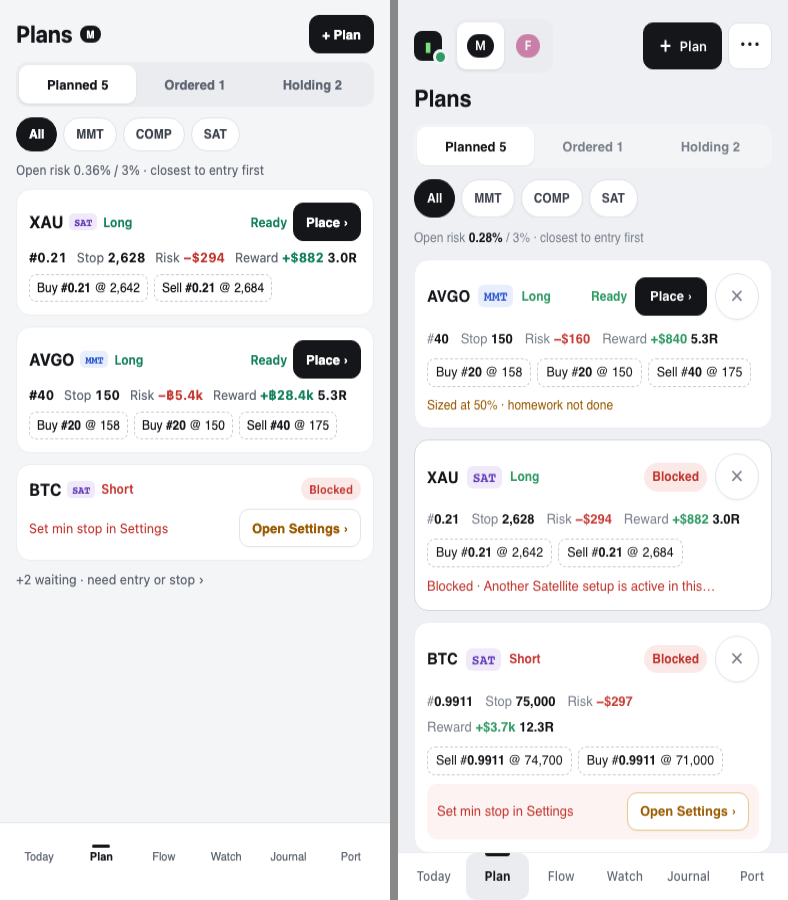 Plans M
+ Plan
Planned 5 Ordered 1 Holding 2
All MMT COMP SAT
Open risk 0.36% / 3% · closest to entry first
XAU SAT Long Ready Place ›
#0.21 Stop 2,628 Risk −$294 Reward +$882 3.0R
Buy #0.21 @ 2,642 Sell #0.21 @ 2,684
AVGO MMT Long Ready Place ›
#40 Stop 150 Risk −฿5.4k Reward +฿28.4k 5.3R
Buy #20 @ 158 Buy #20 @ 150 Sell #40 @ 175
BTC SAT Short Blocked
Set min stop in Settings Open Settings ›
+2 waiting · need entry or stop ›
Today Plan Flow Watch Journal Port
M F + Plan ···
Plans
Planned 5 Ordered 1 Holding 2
All MMT COMP SAT
Open risk 0.28% / 3% · closest to entry first
AVGO MMT Long Ready Place › ×
#40 Stop 150 Risk −$160 Reward +$840 5.3R
Buy #20 @ 158 Buy #20 @ 150 Sell #40 @ 175
Sized at 50% · homework not done
XAU SAT Long Blocked ×
#0.21 Stop 2,628 Risk −$294 Reward +$882 3.0R
Buy #0.21 @ 2,642 Sell #0.21 @ 2,684
Blocked · Another Satellite setup is active in this…
BTC SAT Short Blocked ×
#0.9911 Stop 75,000 Risk −$297
Reward +$3.7k 12.3R
Sell #0.9911 @ 74,700 Buy #0.9911 @ 71,000
Set min stop in Settings Open Settings ›
Today Plan Flow Watch Journal Port